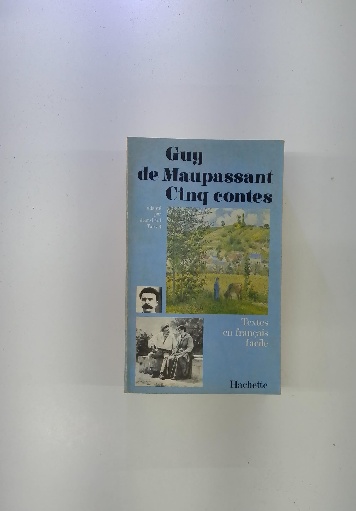 Guy
de Maupassant
Cinq contes
Textes
en français
facile
Hachette